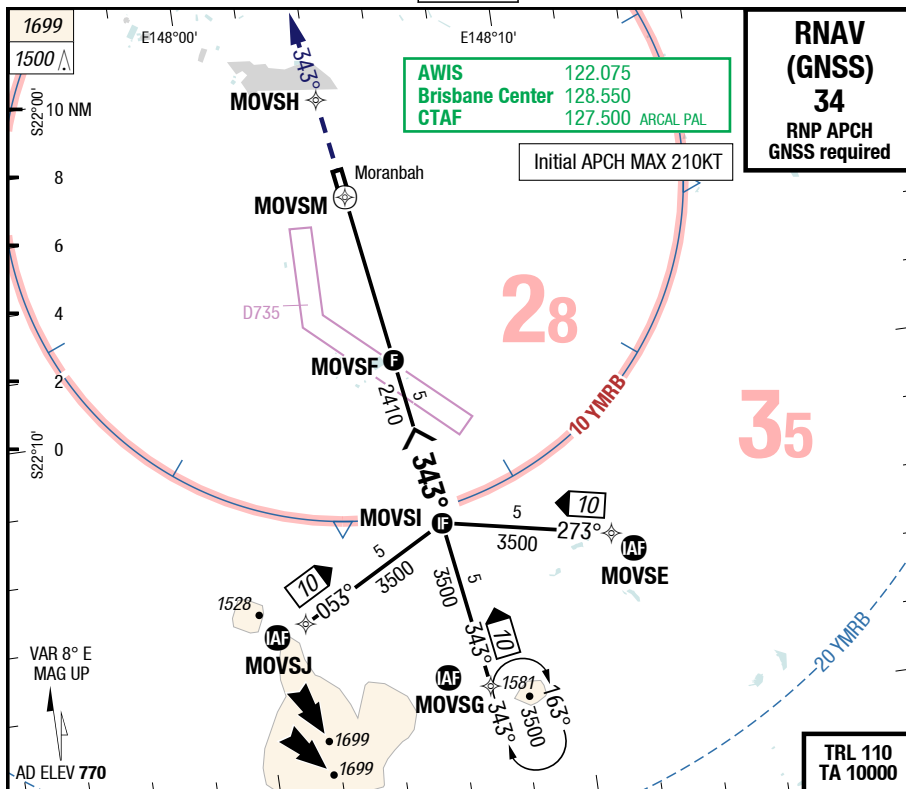 1699
1500
E148°00'
E148°10'
RNAV
(GNSS)
34
RNP APCH
GNSS required
AWIS 122.075
Brisbane Center 128.550
CTAF 127.500 ARCAL PAL
Initial APCH MAX 210KT
343°
MOVSH
S22°00'
10 NM
8
6
4
2
0
S22°10'
Moranbah
MOVSM
D735
28
35
MOVSF
F
5
2410
10 YMRB
343°
MOVSI
IF
5
3500
273°
10
IAF
MOVSE
10
053°
5
3500
1528
IAF
MOVSJ
5
3500
343°
10
IAF
MOVSG
343°
1581
3500
163°
20 YMRB
1699
1699
VAR 8° E
MAG UP
AD ELEV 770
TRL 110
TA 10000